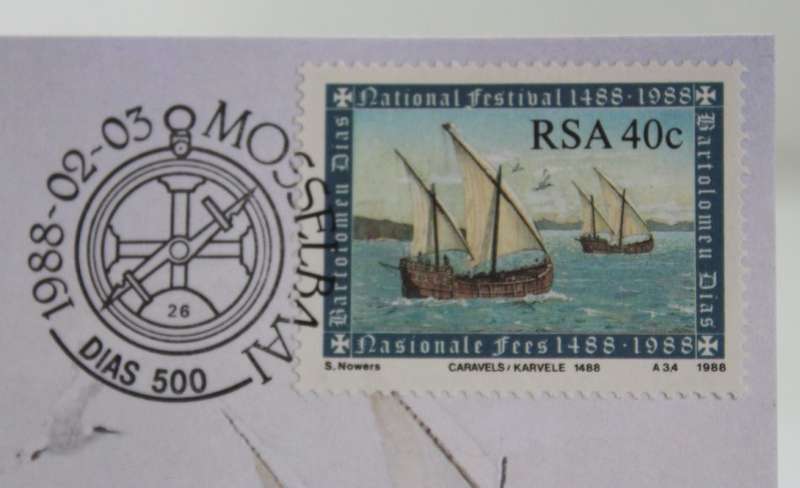 1988-02-03 MOSSELBAAI
26
DIAS 500
National Festival 1488·1988
Bartolomeu Dias
RSA 40c
Bartolomeu Dias
Nasionale Fees 1488·1988
S. Nowers CARAVELS / KARVELE 1488 A 3,4 1988